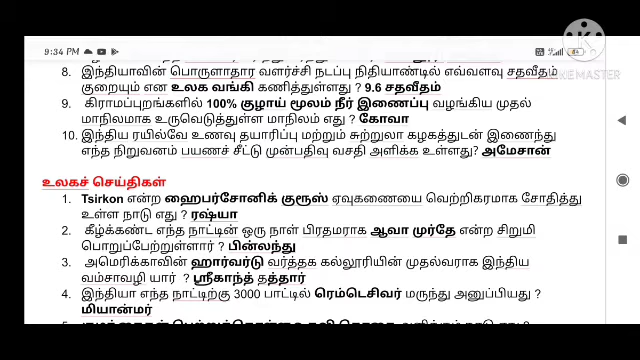 9:34 PM
8. இந்தியாவின் பொருளாதார வளர்ச்சி நடப்பு நிதியாண்டில் எவ்வளவு சதவீதம்
குறையும் என உலக வங்கி கணித்துள்ளது ? 9.6 சதவீதம்
9. கிராமப்புறங்களில் 100% குழாய் மூலம் நீர் இணைப்பு வழங்கிய முதல்
மாநிலமாக உருவெடுத்துள்ள மாநிலம் எது ? கோவா
10. இந்திய ரயில்வே உணவு தயாரிப்பு மற்றும் சுற்றுலா கழகத்துடன் இணைந்து
எந்த நிறுவனம் பயணச் சீட்டு முன்பதிவு வசதி அளிக்க உள்ளது? அமேசான்
உலகச் செய்திகள்
1. Tsirkon என்ற ஹைபர்சோனிக் குரூஸ் ஏவுகணையை வெற்றிகரமாக சோதித்து
உள்ள நாடு எது ? ரஷ்யா
2. கீழ்க்கண்ட எந்த நாட்டின் ஒரு நாள் பிரதமராக ஆவா முர்தே என்ற சிறுமி
பொறுப்பேற்றுள்ளார் ? பின்லந்து
3. அமெரிக்காவின் ஹார்வர்டு வர்த்தக கல்லூரியின் முதல்வராக இந்திய
வம்சாவழி யார் ? ஸ்ரீகாந்த் தத்தார்
4. இந்தியா எந்த நாட்டிற்கு 3000 பாட்டில் ரெம்டெசிவர் மருந்து அனுப்பியது ?
மியான்மர்